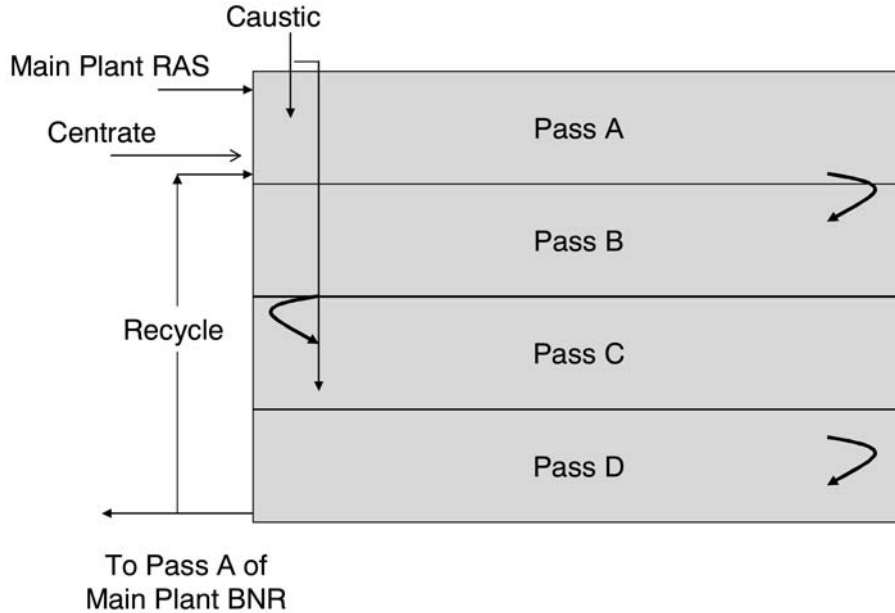 Caustic
Main Plant RAS
Centrate
Pass A
Pass B
Recycle
Pass C
Pass D
To Pass A of
Main Plant BNR